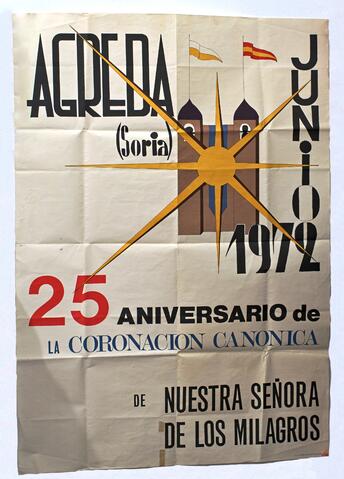 AGREDA
(Soria)
JUNiO
1972
25 ANIVERSARIO de
LA CORONACION CANONICA
DE NUESTRA SEÑORA
DE LOS MILAGROS